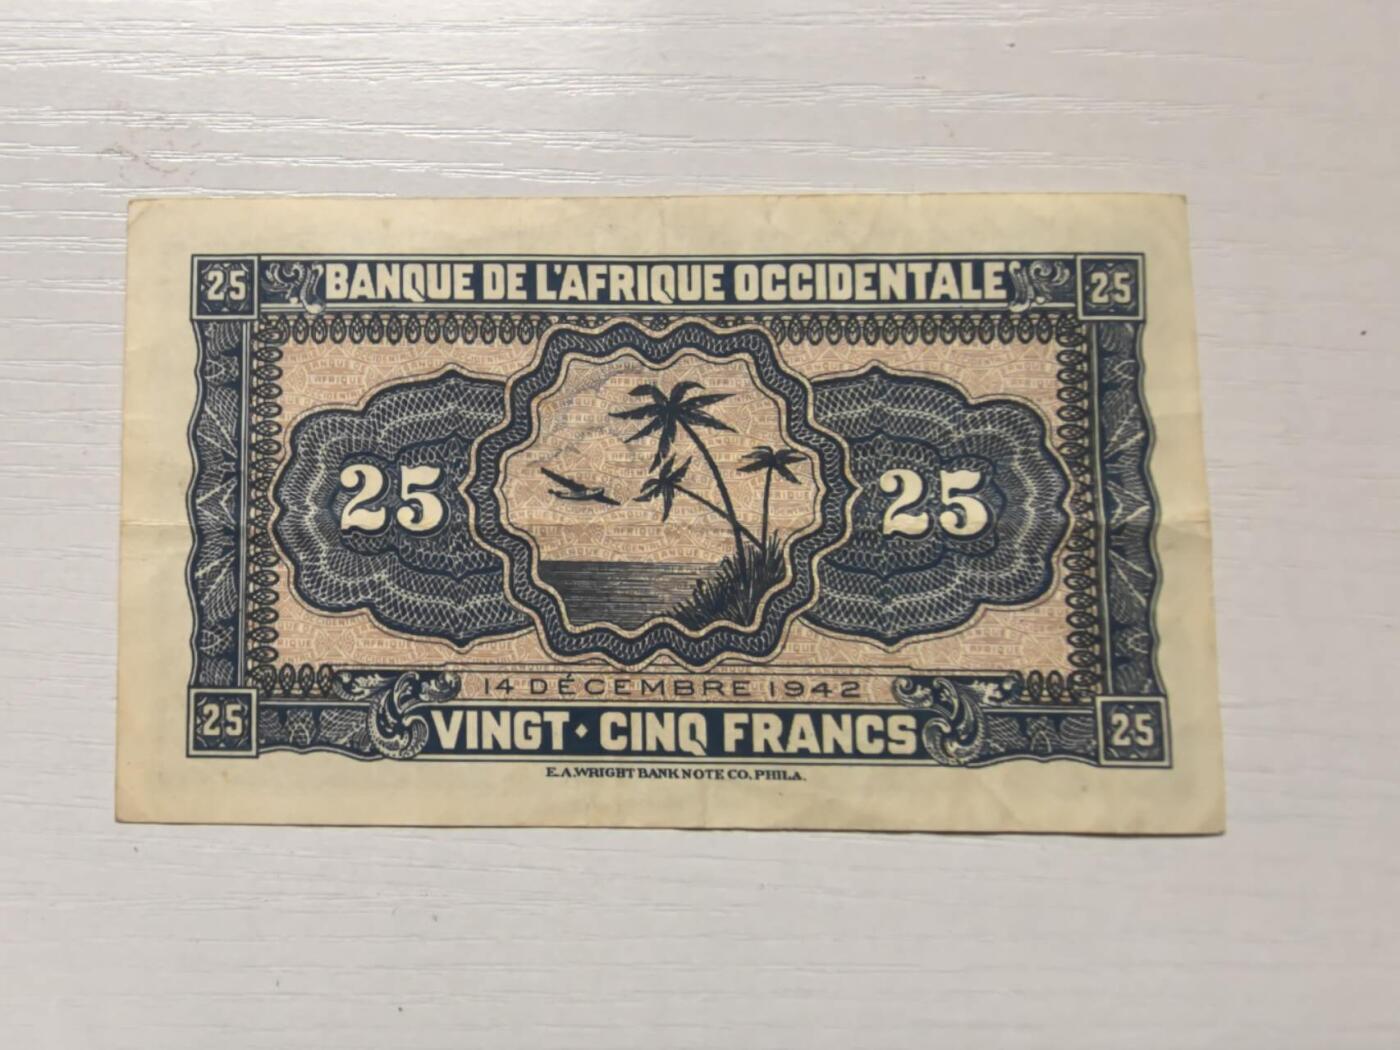 25 BANQUE DE L'AFRIQUE OCCIDENTALE 25
25 25
14 DÉCEMBRE 1942
25 VINGT·CINQ FRANCS 25
E.A.WRIGHT BANK NOTE CO. PHILA.